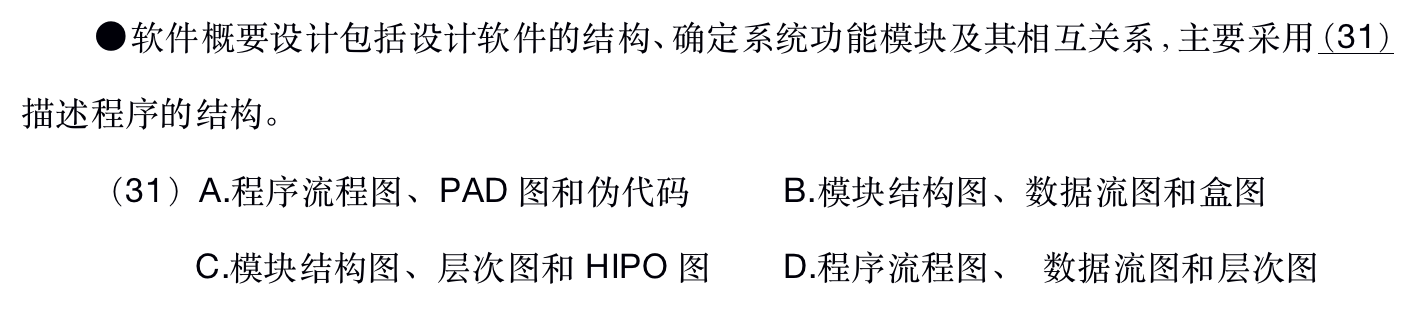 ●软件概要设计包括设计软件的结构、确定系统功能模块及其相互关系,主要采用(31)
描述程序的结构。
(31)A.程序流程图、PAD 图和伪代码 B.模块结构图、数据流图和盒图
C.模块结构图、层次图和 HIPO 图 D.程序流程图、 数据流图和层次图